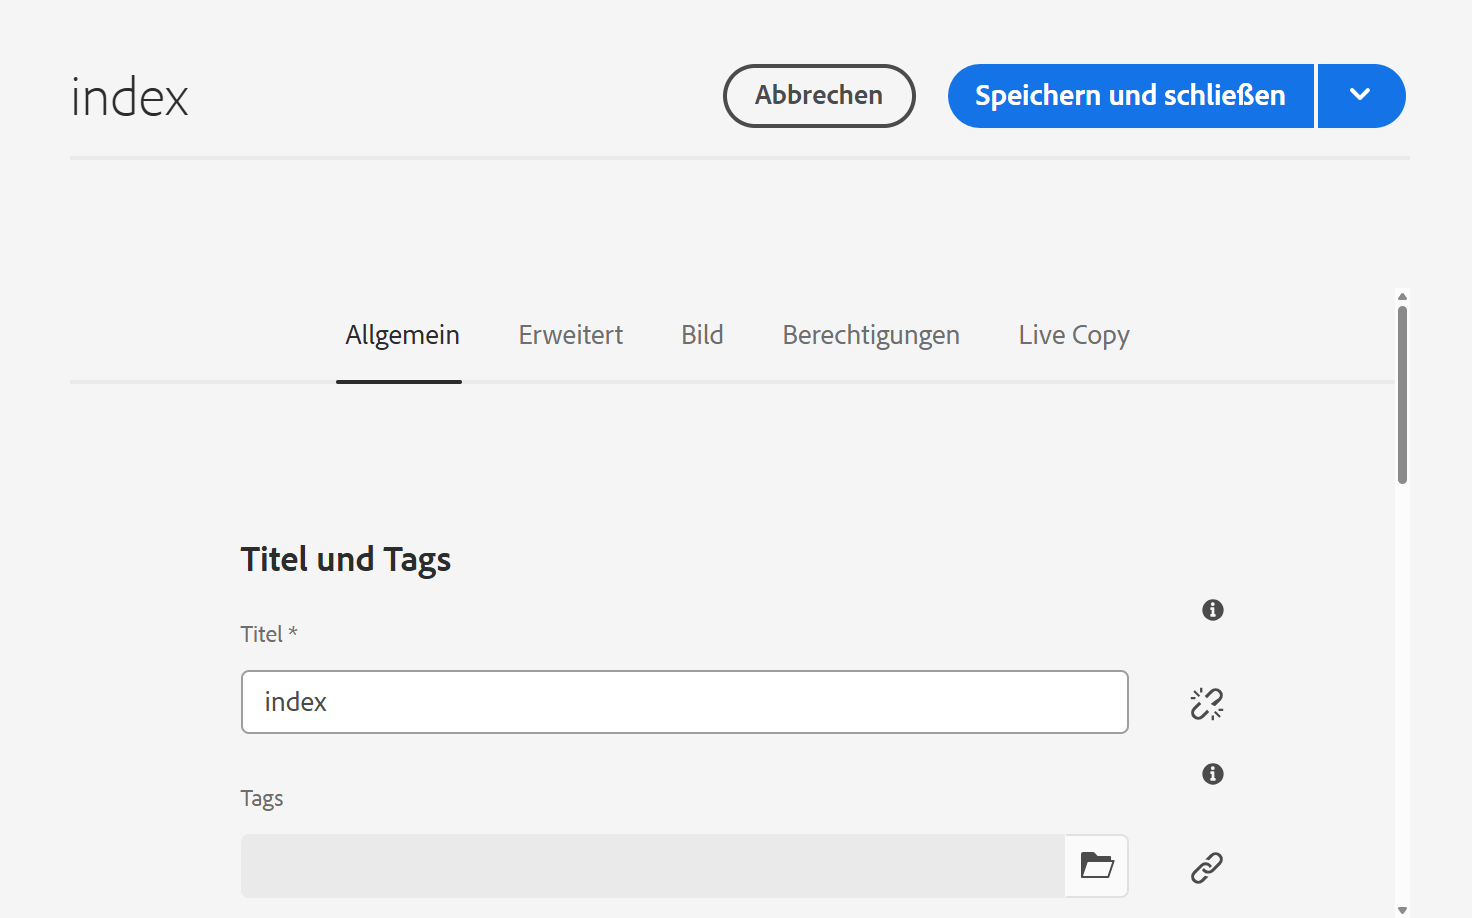 index
Abbrechen
Speichern und schließen
Allgemein Erweitert Bild Berechtigungen Live Copy
Titel und Tags
Titel *
index
Tags